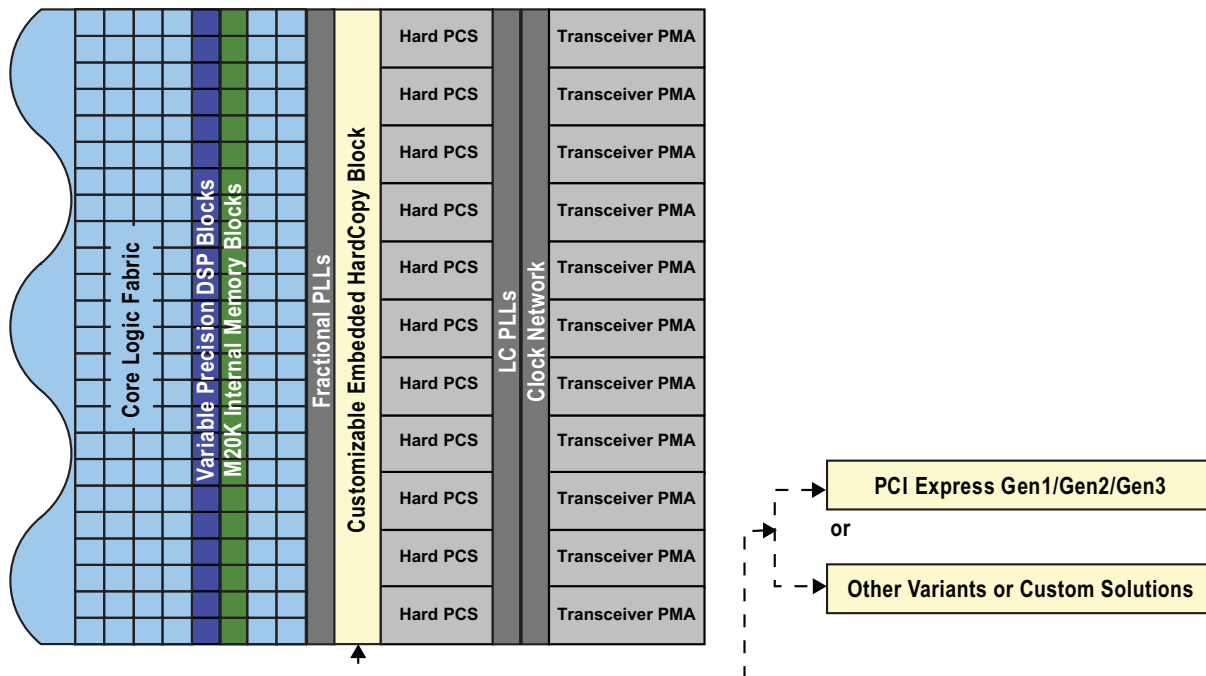 Core Logic Fabric
Variable Precision DSP Blocks
M20K Internal Memory Blocks
Fractional PLLs
Customizable Embedded HardCopy Block
Hard PCS
Hard PCS
Hard PCS
Hard PCS
Hard PCS
Hard PCS
Hard PCS
Hard PCS
Hard PCS
Hard PCS
Hard PCS
LC PLLs
Clock Network
Transceiver PMA
Transceiver PMA
Transceiver PMA
Transceiver PMA
Transceiver PMA
Transceiver PMA
Transceiver PMA
Transceiver PMA
Transceiver PMA
Transceiver PMA
Transceiver PMA
PCI Express Gen1/Gen2/Gen3
or
Other Variants or Custom Solutions